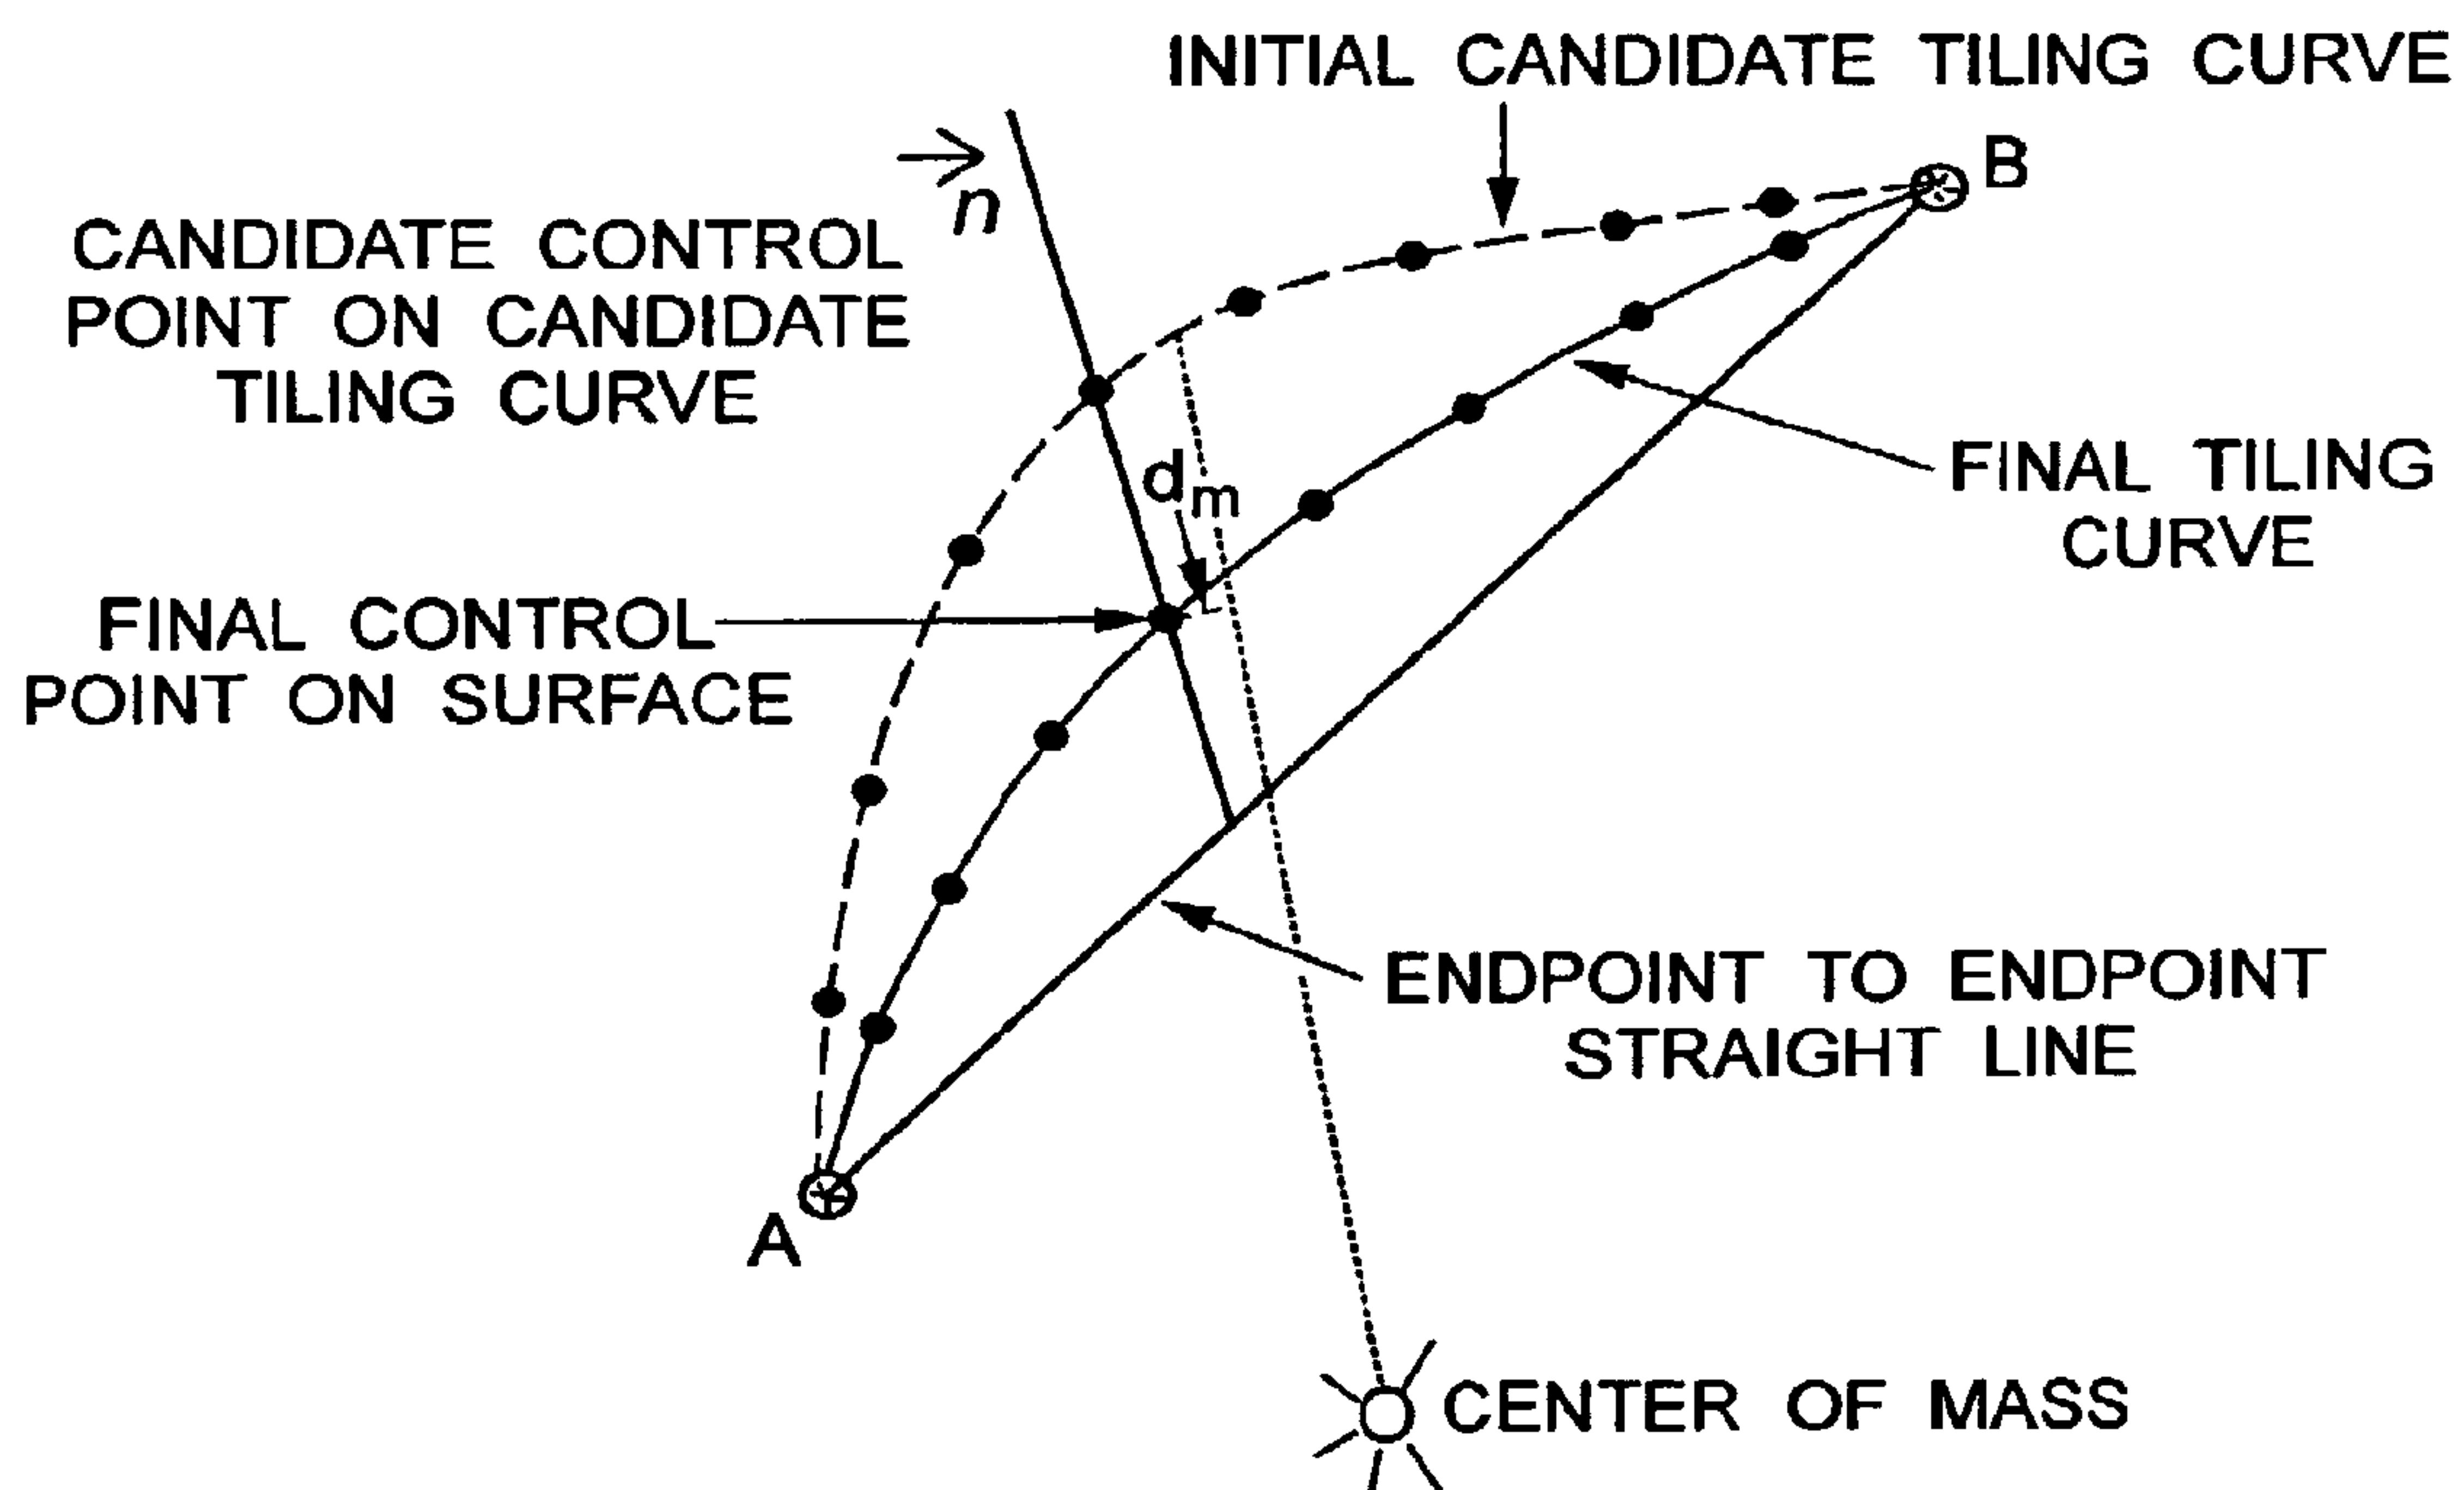 INITIAL CANDIDATE TILING CURVE
B
n
CANDIDATE CONTROL
POINT ON CANDIDATE
TILING CURVE
dm
FINAL TILING
CURVE
FINAL CONTROL
POINT ON SURFACE
ENDPOINT TO ENDPOINT
STRAIGHT LINE
A
CENTER OF MASS